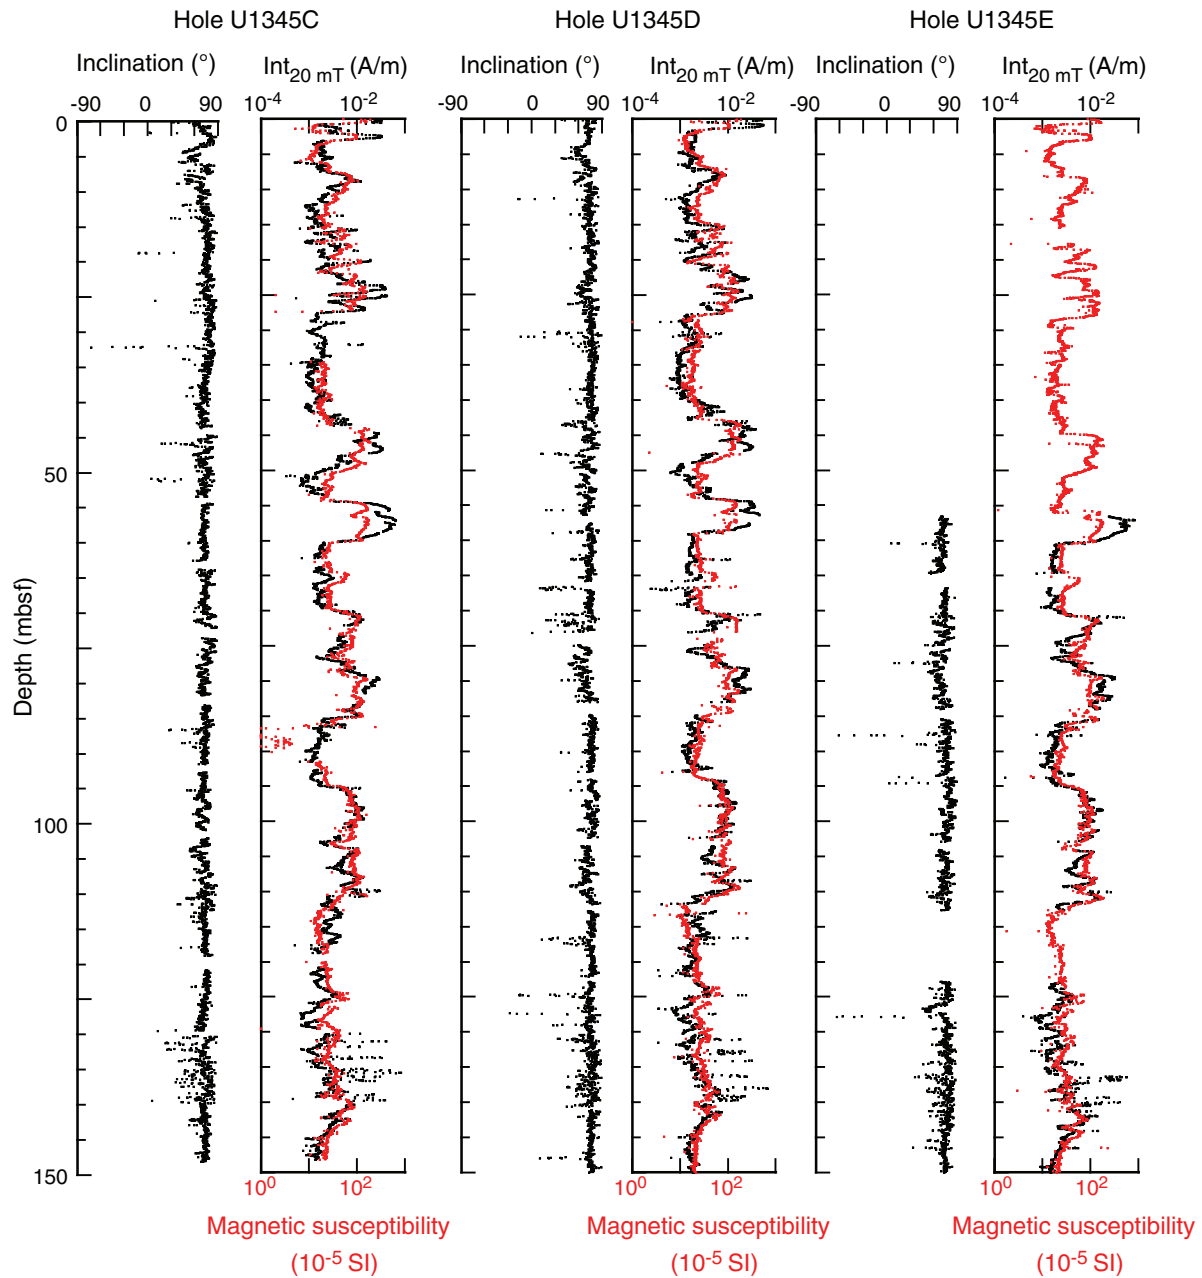 Hole U1345C Hole U1345D Hole U1345E
Inclination (°) Int20 mT (A/m) Inclination (°) Int20 mT (A/m) Inclination (°) Int20 mT (A/m)
-90 0 90 10-4 10-2 -90 0 90 10-4 10-2 -90 0 90 10-4 10-2
0
50
Depth (mbsf)
100
150
100 102 100 102 100 102
Magnetic susceptibility Magnetic susceptibility Magnetic susceptibility
(10-5 SI) (10-5 SI) (10-5 SI)